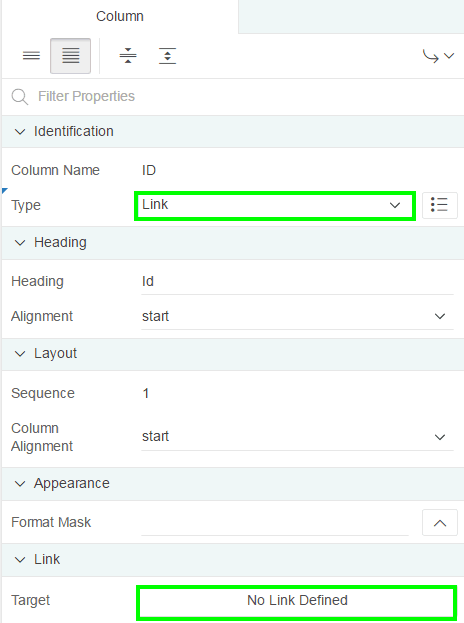 Column
Filter Properties
Identification
Column Name ID
Type Link
Heading
Heading Id
Alignment start
Layout
Sequence 1
Column
Alignment start
Appearance
Format Mask
Link
Target No Link Defined